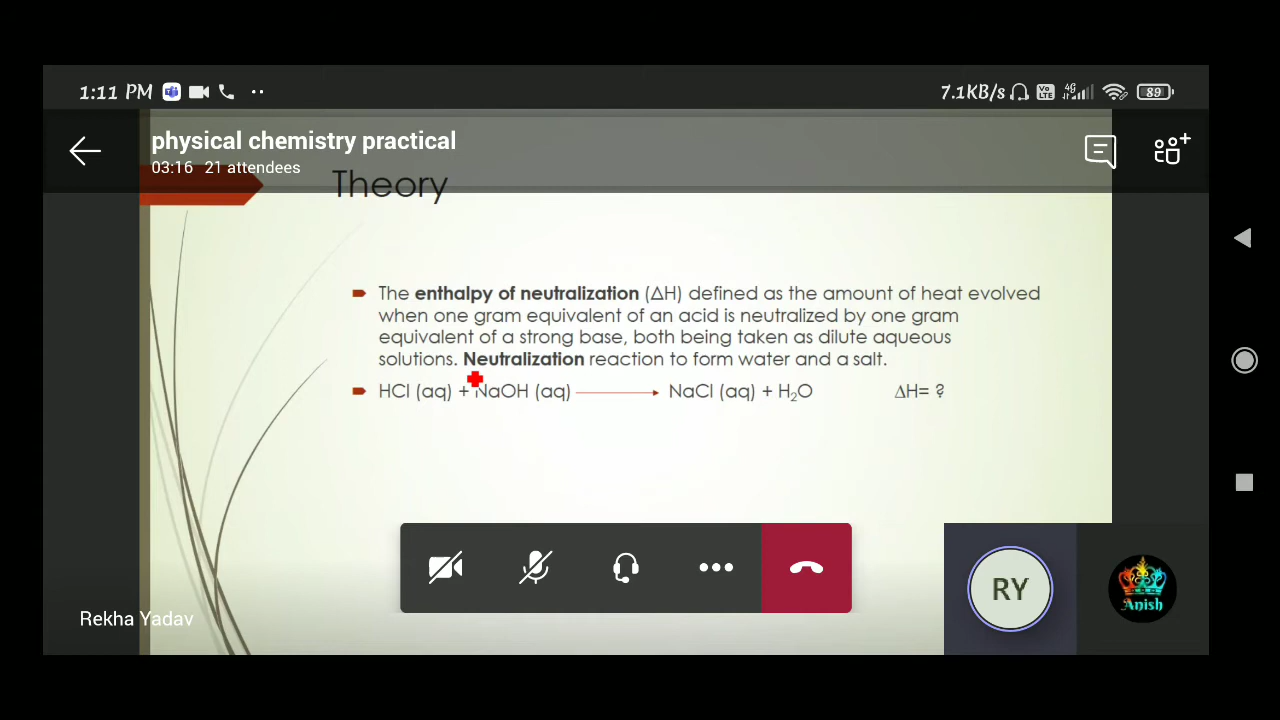 1:11 PM
7.1KB/s Vo LTE 4G 89
physical chemistry practical
03:16 21 attendees
Theory
The enthalpy of neutralization (ΔH) defined as the amount of heat evolved
when one gram equivalent of an acid is neutralized by one gram
equivalent of a strong base, both being taken as dilute aqueous
solutions. Neutralization reaction to form water and a salt.
HCl (aq) + NaOH (aq) → NaCl (aq) + H₂O ΔH= ?
RY
Anish
Rekha Yadav